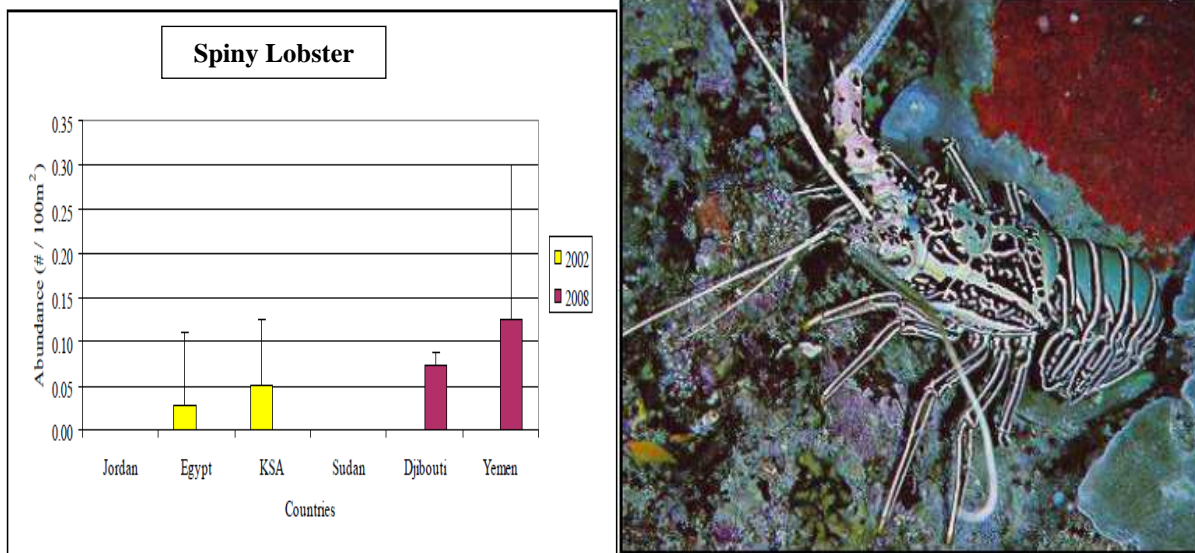 Spiny Lobster
Abundance (# / 100m²)
0.35
0.30
0.25
0.20
0.15
0.10
0.05
0.00
Jordan Egypt KSA Sudan Djibouti Yemen
Countries
2002
2008